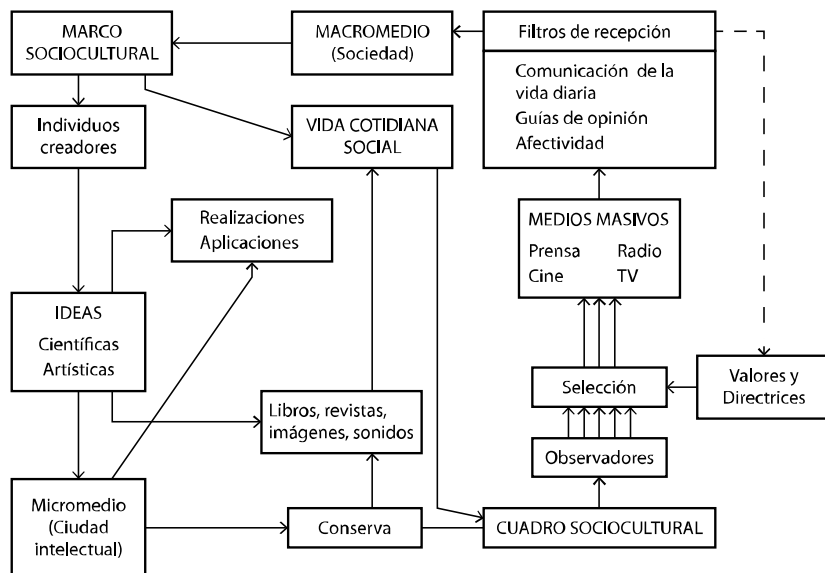 MARCO
SOCIOCULTURAL
MACROMEDIO
(Sociedad)
Filtros de recepción
Comunicación de la
vida diaria
Guías de opinión
Afectividad
Individuos
creadores
VIDA COTIDIANA
SOCIAL
Realizaciones
Aplicaciones
MEDIOS MASIVOS
Prensa Radio
Cine TV
IDEAS
Científicas
Artísticas
Selección
Valores y
Directrices
Libros, revistas,
imágenes, sonidos
Observadores
Micromedio
(Ciudad
intelectual)
Conserva
CUADRO SOCIOCULTURAL